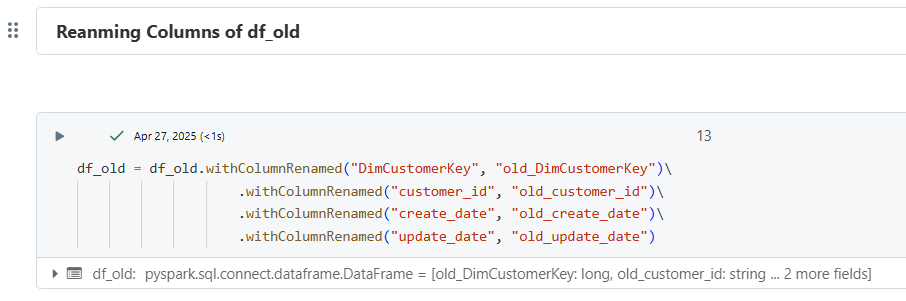 Reanming Columns of df_old
Apr 27, 2025 (<1s)
13
df_old = df_old.withColumnRenamed("DimCustomerKey", "old_DimCustomerKey")\
.withColumnRenamed("customer_id", "old_customer_id")\
.withColumnRenamed("create_date", "old_create_date")\
.withColumnRenamed("update_date", "old_update_date")
df_old: pyspark.sql.connect.dataframe.DataFrame = [old_DimCustomerKey: long, old_customer_id: string ... 2 more fields]